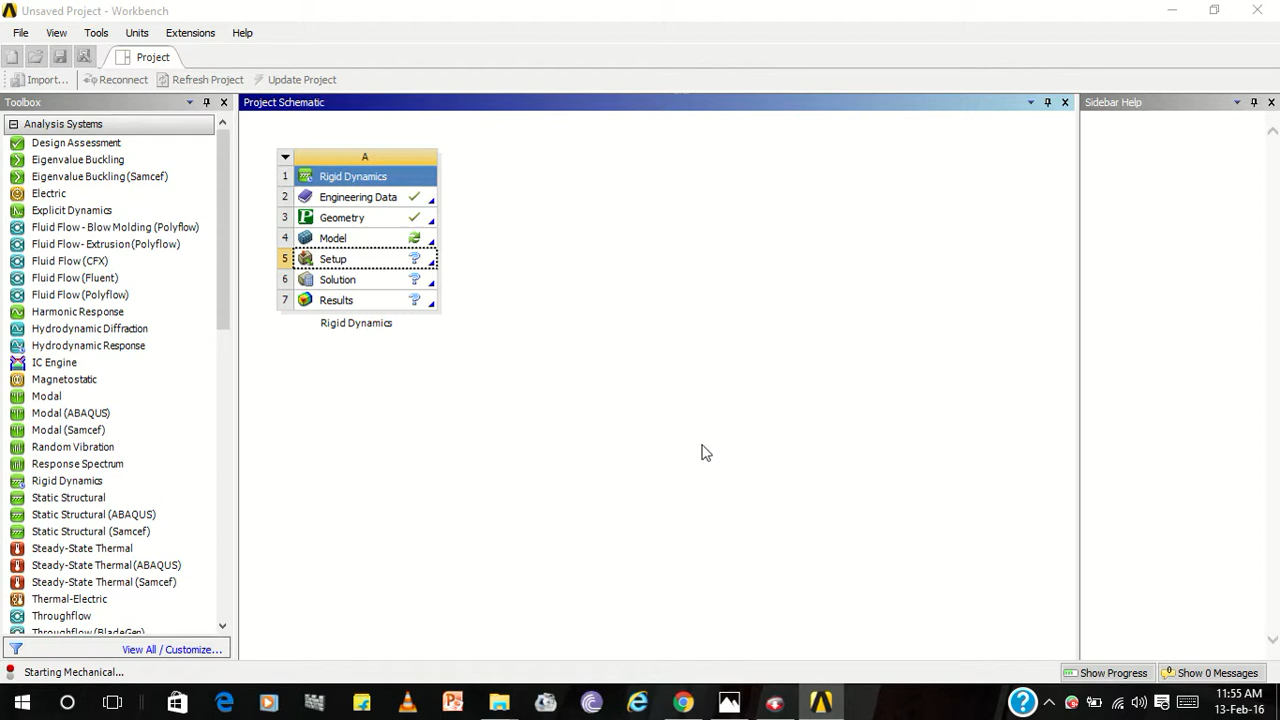 Unsaved Project - Workbench
File View Tools Units Extensions Help
Project
Import... Reconnect Refresh Project Update Project
Toolbox
Analysis Systems
Design Assessment
Eigenvalue Buckling
Eigenvalue Buckling (Samcef)
Electric
Explicit Dynamics
Fluid Flow - Blow Molding (Polyflow)
Fluid Flow - Extrusion (Polyflow)
Fluid Flow (CFX)
Fluid Flow (Fluent)
Fluid Flow (Polyflow)
Harmonic Response
Hydrodynamic Diffraction
Hydrodynamic Response
IC Engine
Magnetostatic
Modal
Modal (ABAQUS)
Modal (Samcef)
Random Vibration
Response Spectrum
Rigid Dynamics
Static Structural
Static Structural (ABAQUS)
Static Structural (Samcef)
Steady-State Thermal
Steady-State Thermal (ABAQUS)
Steady-State Thermal (Samcef)
Thermal-Electric
Throughflow
Throughflow (BladeGen)
View All / Customize...
Project Schematic
A
1 Rigid Dynamics
2 Engineering Data
3 Geometry
4 Model
5 Setup
6 Solution
7 Results
Rigid Dynamics
Sidebar Help
Starting Mechanical...
Show Progress Show 0 Messages
11:55 AM
13-Feb-16